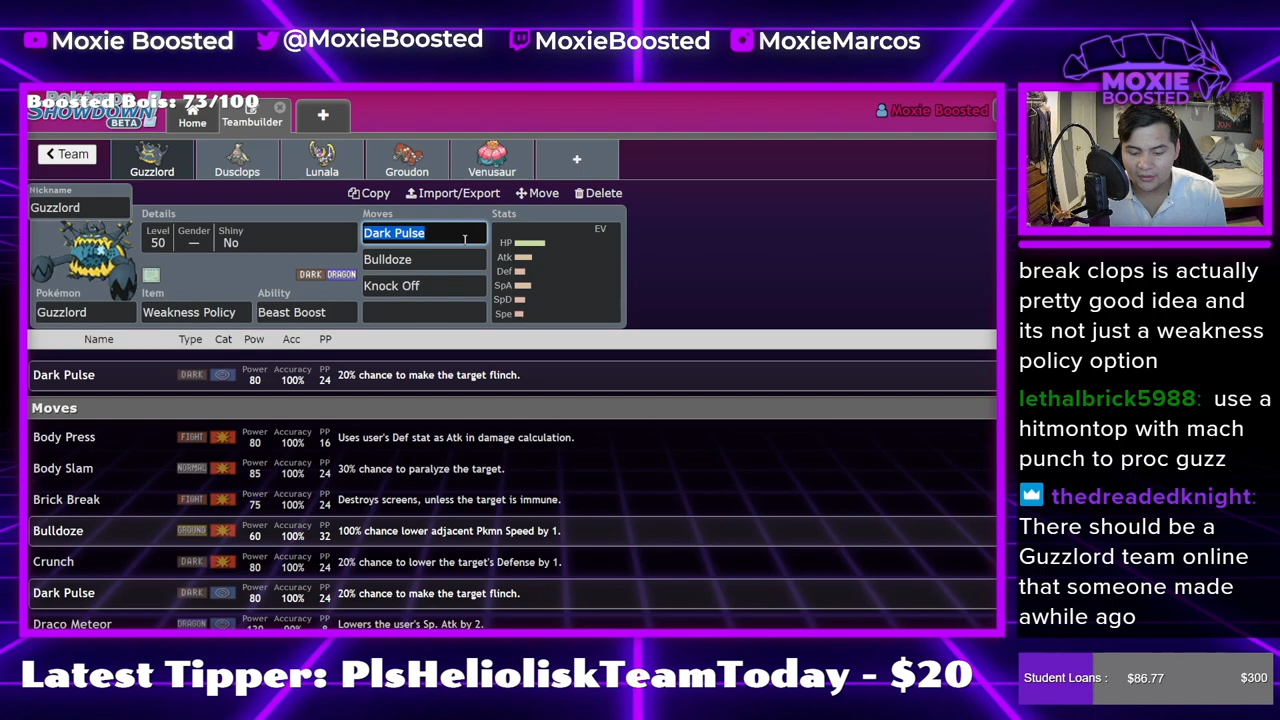 Moxie Boosted @MoxieBoosted MoxieBoosted MoxieMarcos
MOXIE
BOOSTED
Boosted Bois: 73/100
Pokémon
SHOWDOWN
BETA
Home
Teambuilder
+
Moxie Boosted
Team
Guzzlord
Dusclops
Lunala
Groudon
Venusaur
+
Copy Import/Export Move Delete
Nickname
Guzzlord
Details
Level Gender Shiny
50 — No
DARK DRAGON
Pokémon Item Ability
Guzzlord Weakness Policy Beast Boost
Moves
Dark Pulse
Bulldoze
Knock Off
Stats
EV
HP
Atk
Def
SpA
SpD
Spe
Name Type Cat Pow Acc PP
Dark Pulse DARK Power 80 Accuracy 100% PP 24 20% chance to make the target flinch.
Moves
Body Press FIGHT Power 80 Accuracy 100% PP 16 Uses user's Def stat as Atk in damage calculation.
Body Slam NORMAL Power 85 Accuracy 100% PP 24 30% chance to paralyze the target.
Brick Break FIGHT Power 75 Accuracy 100% PP 24 Destroys screens, unless the target is immune.
Bulldoze GROUND Power 60 Accuracy 100% PP 32 100% chance lower adjacent Pkmn Speed by 1.
Crunch DARK Power 80 Accuracy 100% PP 24 20% chance to lower the target's Defense by 1.
Dark Pulse DARK Power 80 Accuracy 100% PP 24 20% chance to make the target flinch.
Draco Meteor DRAGON Power Accuracy PP Lowers the user's Sp. Atk by 2.
break clops is actually
pretty good idea and
its not just a weakness
policy option
lethalbrick5988: use a
hitmontop with mach
punch to proc guzz
thedreadedknight:
There should be a
Guzzlord team online
that someone made
awhile ago
Latest Tipper: PlsHelioliskTeamToday - $20
Student Loans : $86.77 $300